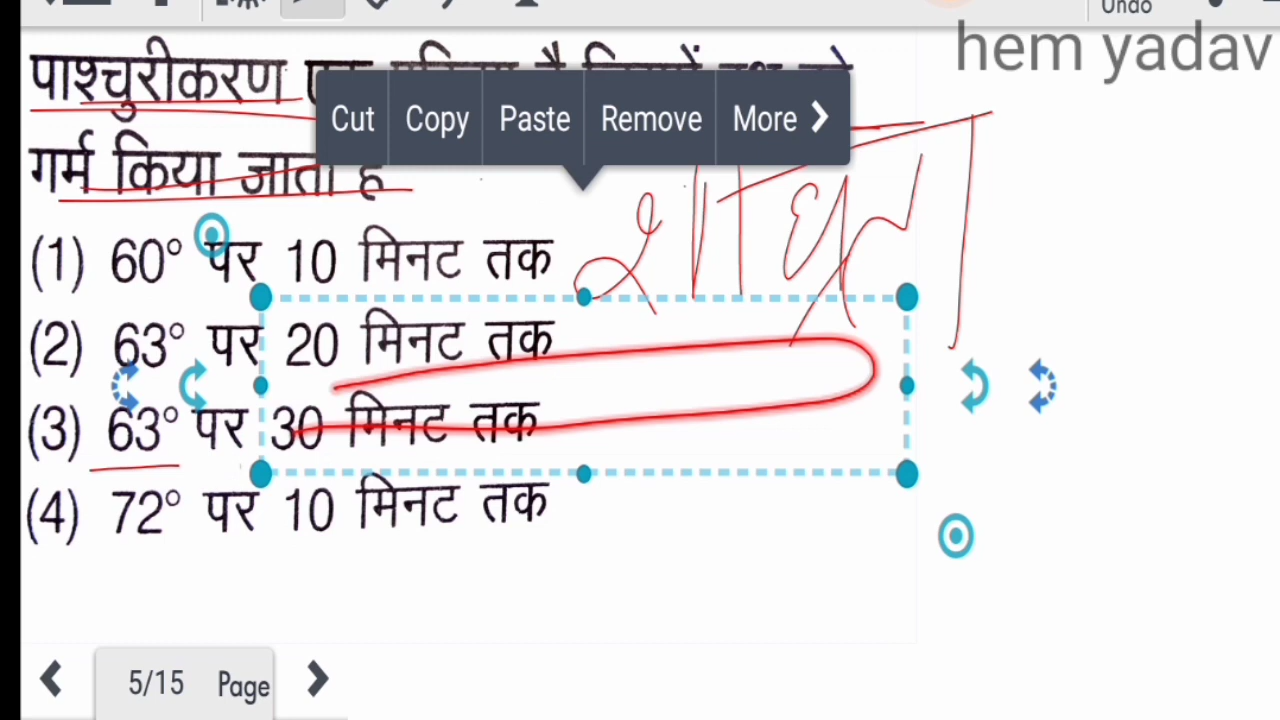 Undo
hem yadav
पाश्चुरीकरण
Cut Copy Paste Remove More
गर्म किया जाता है
(1) 60° पर 10 मिनट तक
(2) 63° पर 20 मिनट तक
(3) 63° पर 30 मिनट तक
(4) 72° पर 10 मिनट तक
5/15 Page